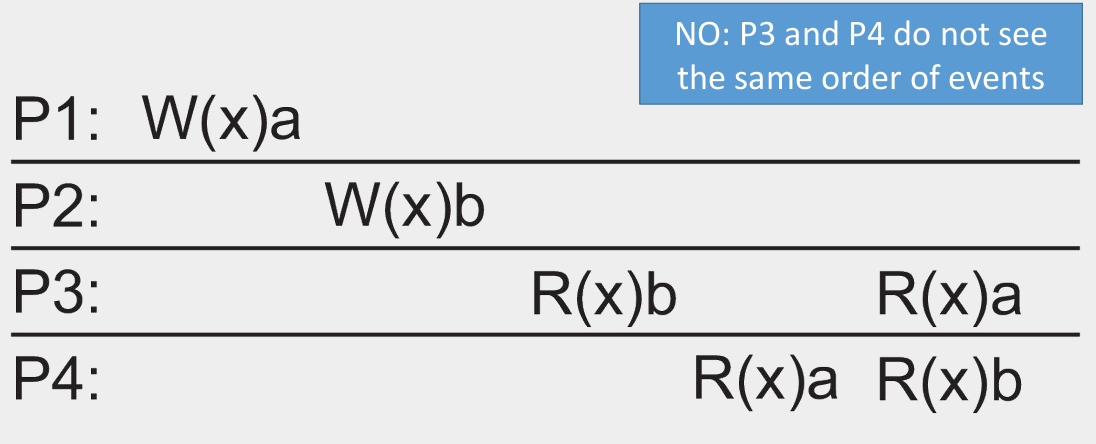 NO: P3 and P4 do not see
the same order of events
P1: W(x)a
P2: W(x)b
P3: R(x)b R(x)a
P4: R(x)a R(x)b